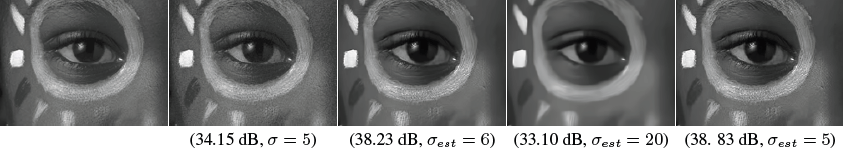 (34.15 dB, σ = 5) (38.23 dB, σest = 6) (33.10 dB, σest = 20) (38. 83 dB, σest = 5)